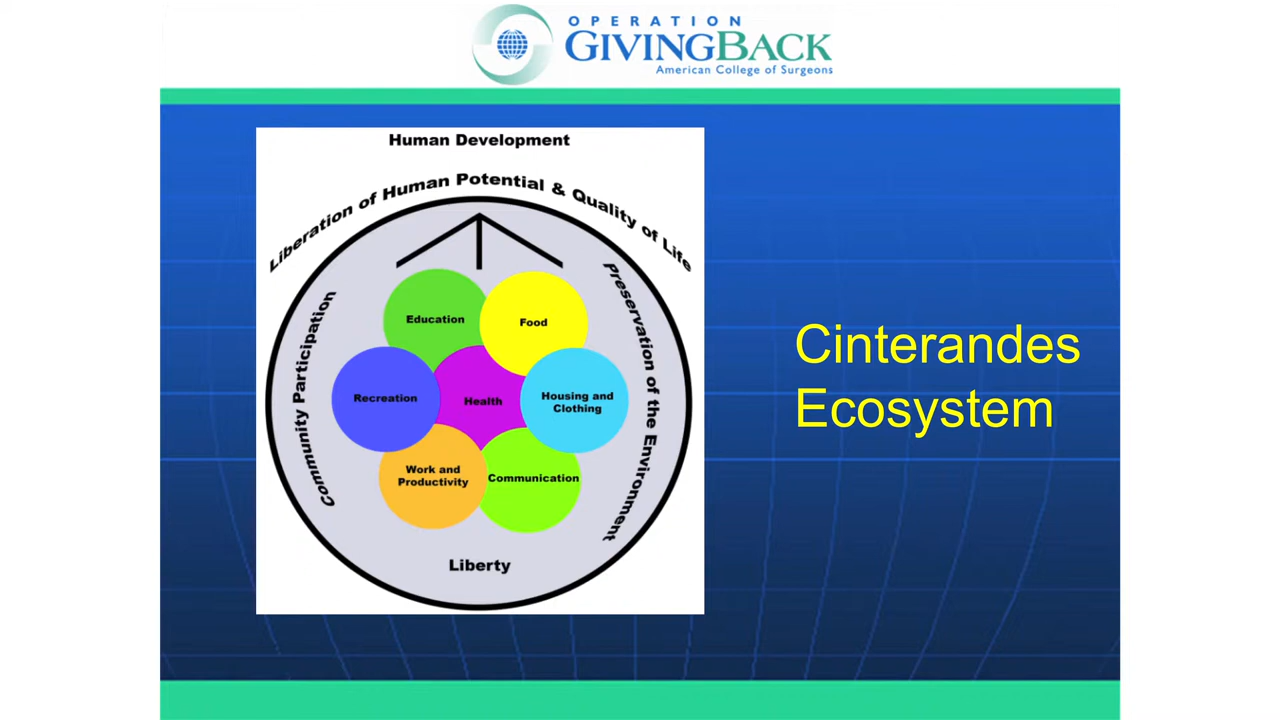 OPERATION
GIVINGBACK
American College of Surgeons
Human Development
Liberation of Human Potential & Quality of Life
Community Participation
Preservation of the Environment
Education
Food
Recreation
Health
Housing and
Clothing
Work and
Productivity
Communication
Liberty
Cinterandes
Ecosystem